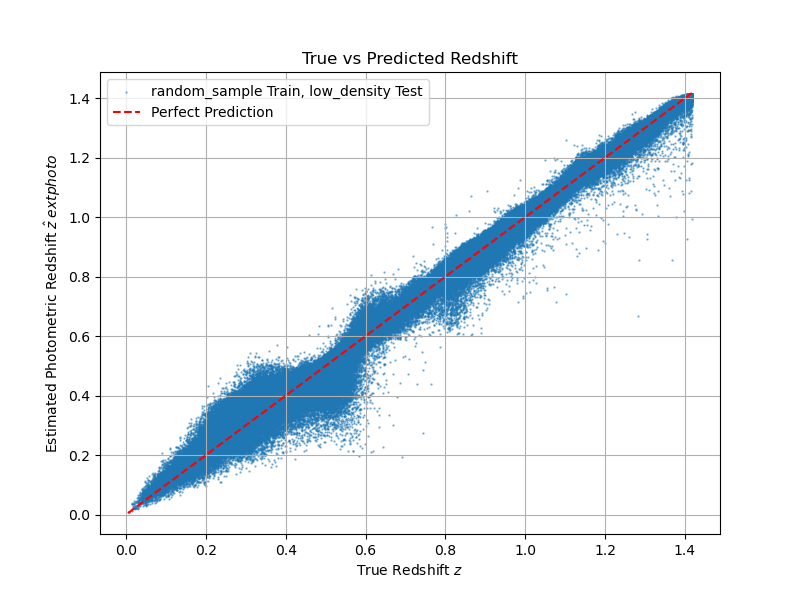 True vs Predicted Redshift
random_sample Train, low_density Test
Perfect Prediction
Estimated Photometric Redshift ẑ extphoto
1.4
1.2
1.0
0.8
0.6
0.4
0.2
0.0
0.0 0.2 0.4 0.6 0.8 1.0 1.2 1.4
True Redshift z